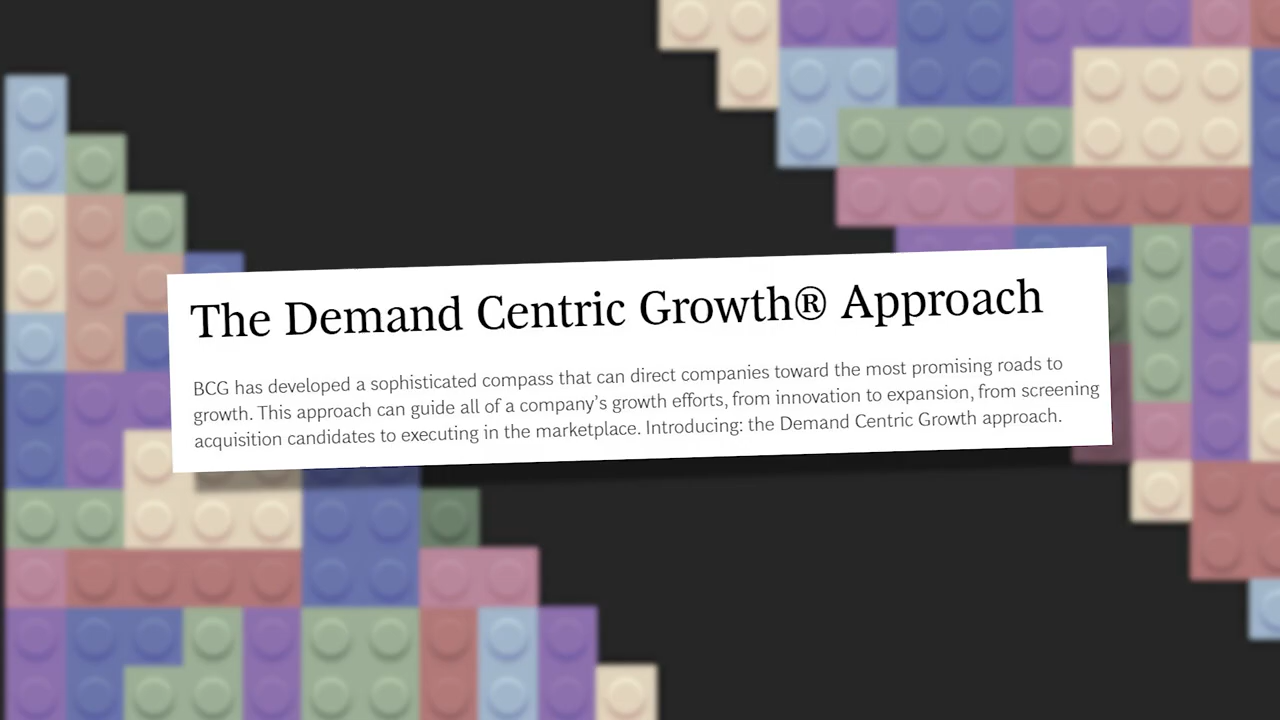 The Demand Centric Growth® Approach
BCG has developed a sophisticated compass that can direct companies toward the most promising roads to
growth. This approach can guide all of a company’s growth efforts, from innovation to expansion, from screening
acquisition candidates to executing in the marketplace. Introducing: the Demand Centric Growth approach.